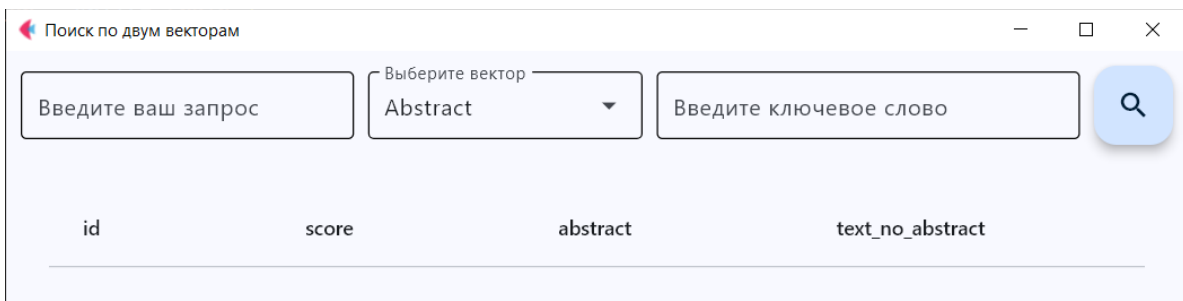 Поиск по двум векторам
Выберите вектор
Введите ваш запрос Abstract Введите ключевое слово
id score abstract text_no_abstract